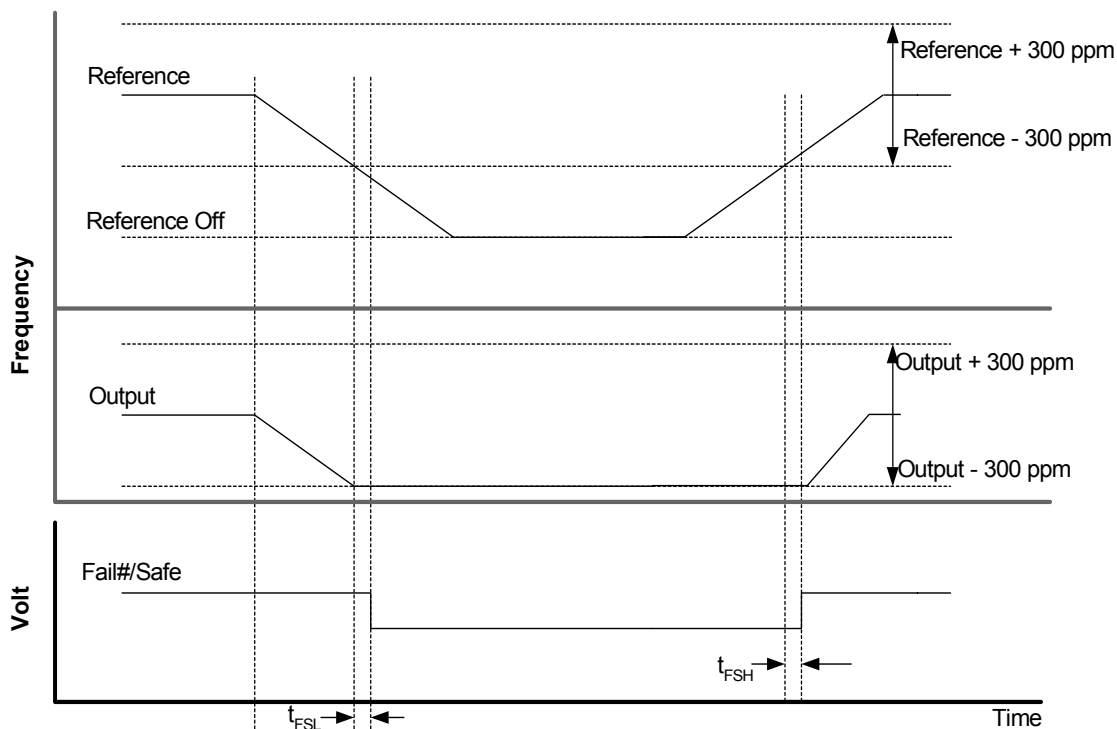 Reference + 300 ppm
Reference
Reference - 300 ppm
Reference Off
Frequency
Output + 300 ppm
Output
Output - 300 ppm
Fail#/Safe
Volt
tFSH
tFSL
Time